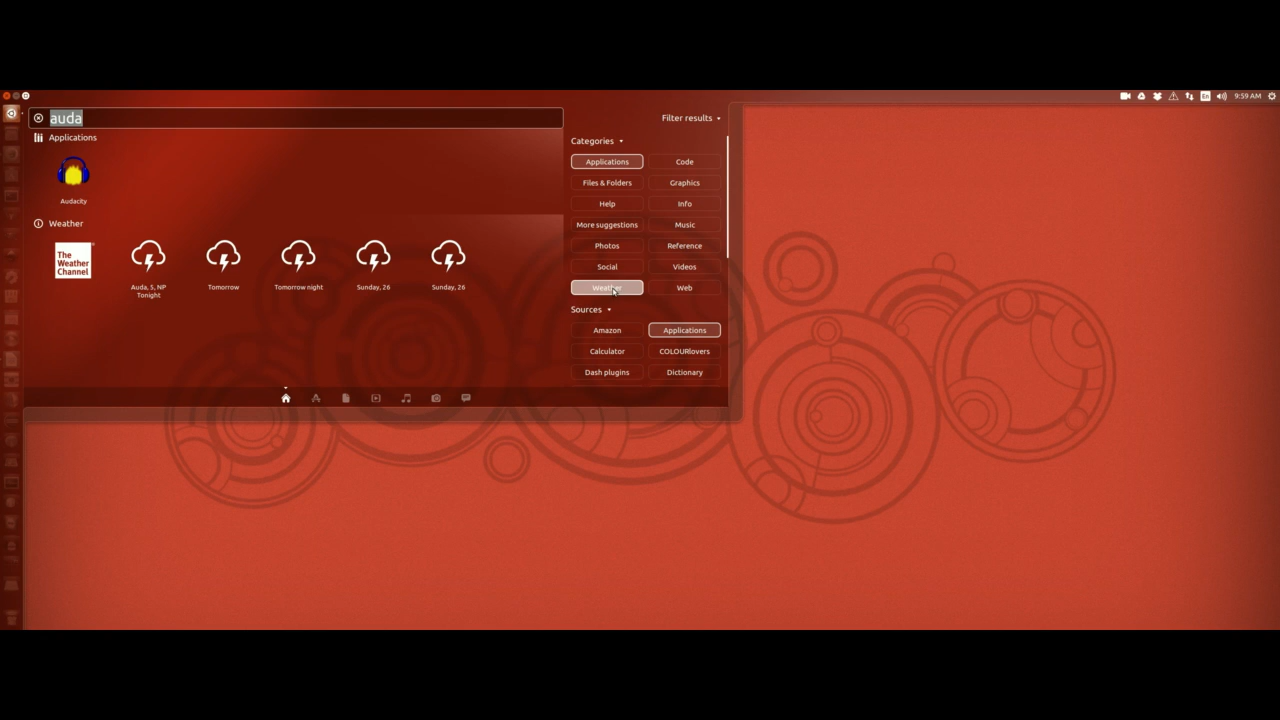 9:59 AM
En
auda
Filter results
Applications
Audacity
Weather
The
Weather
Channel
Auda, S, NP
Tonight
Tomorrow
Tomorrow night
Sunday, 26
Sunday, 26
Categories
Applications
Code
Files & Folders
Graphics
Help
Info
More suggestions
Music
Photos
Reference
Social
Videos
Weather
Web
Sources
Amazon
Applications
Calculator
COLOURlovers
Dash plugins
Dictionary